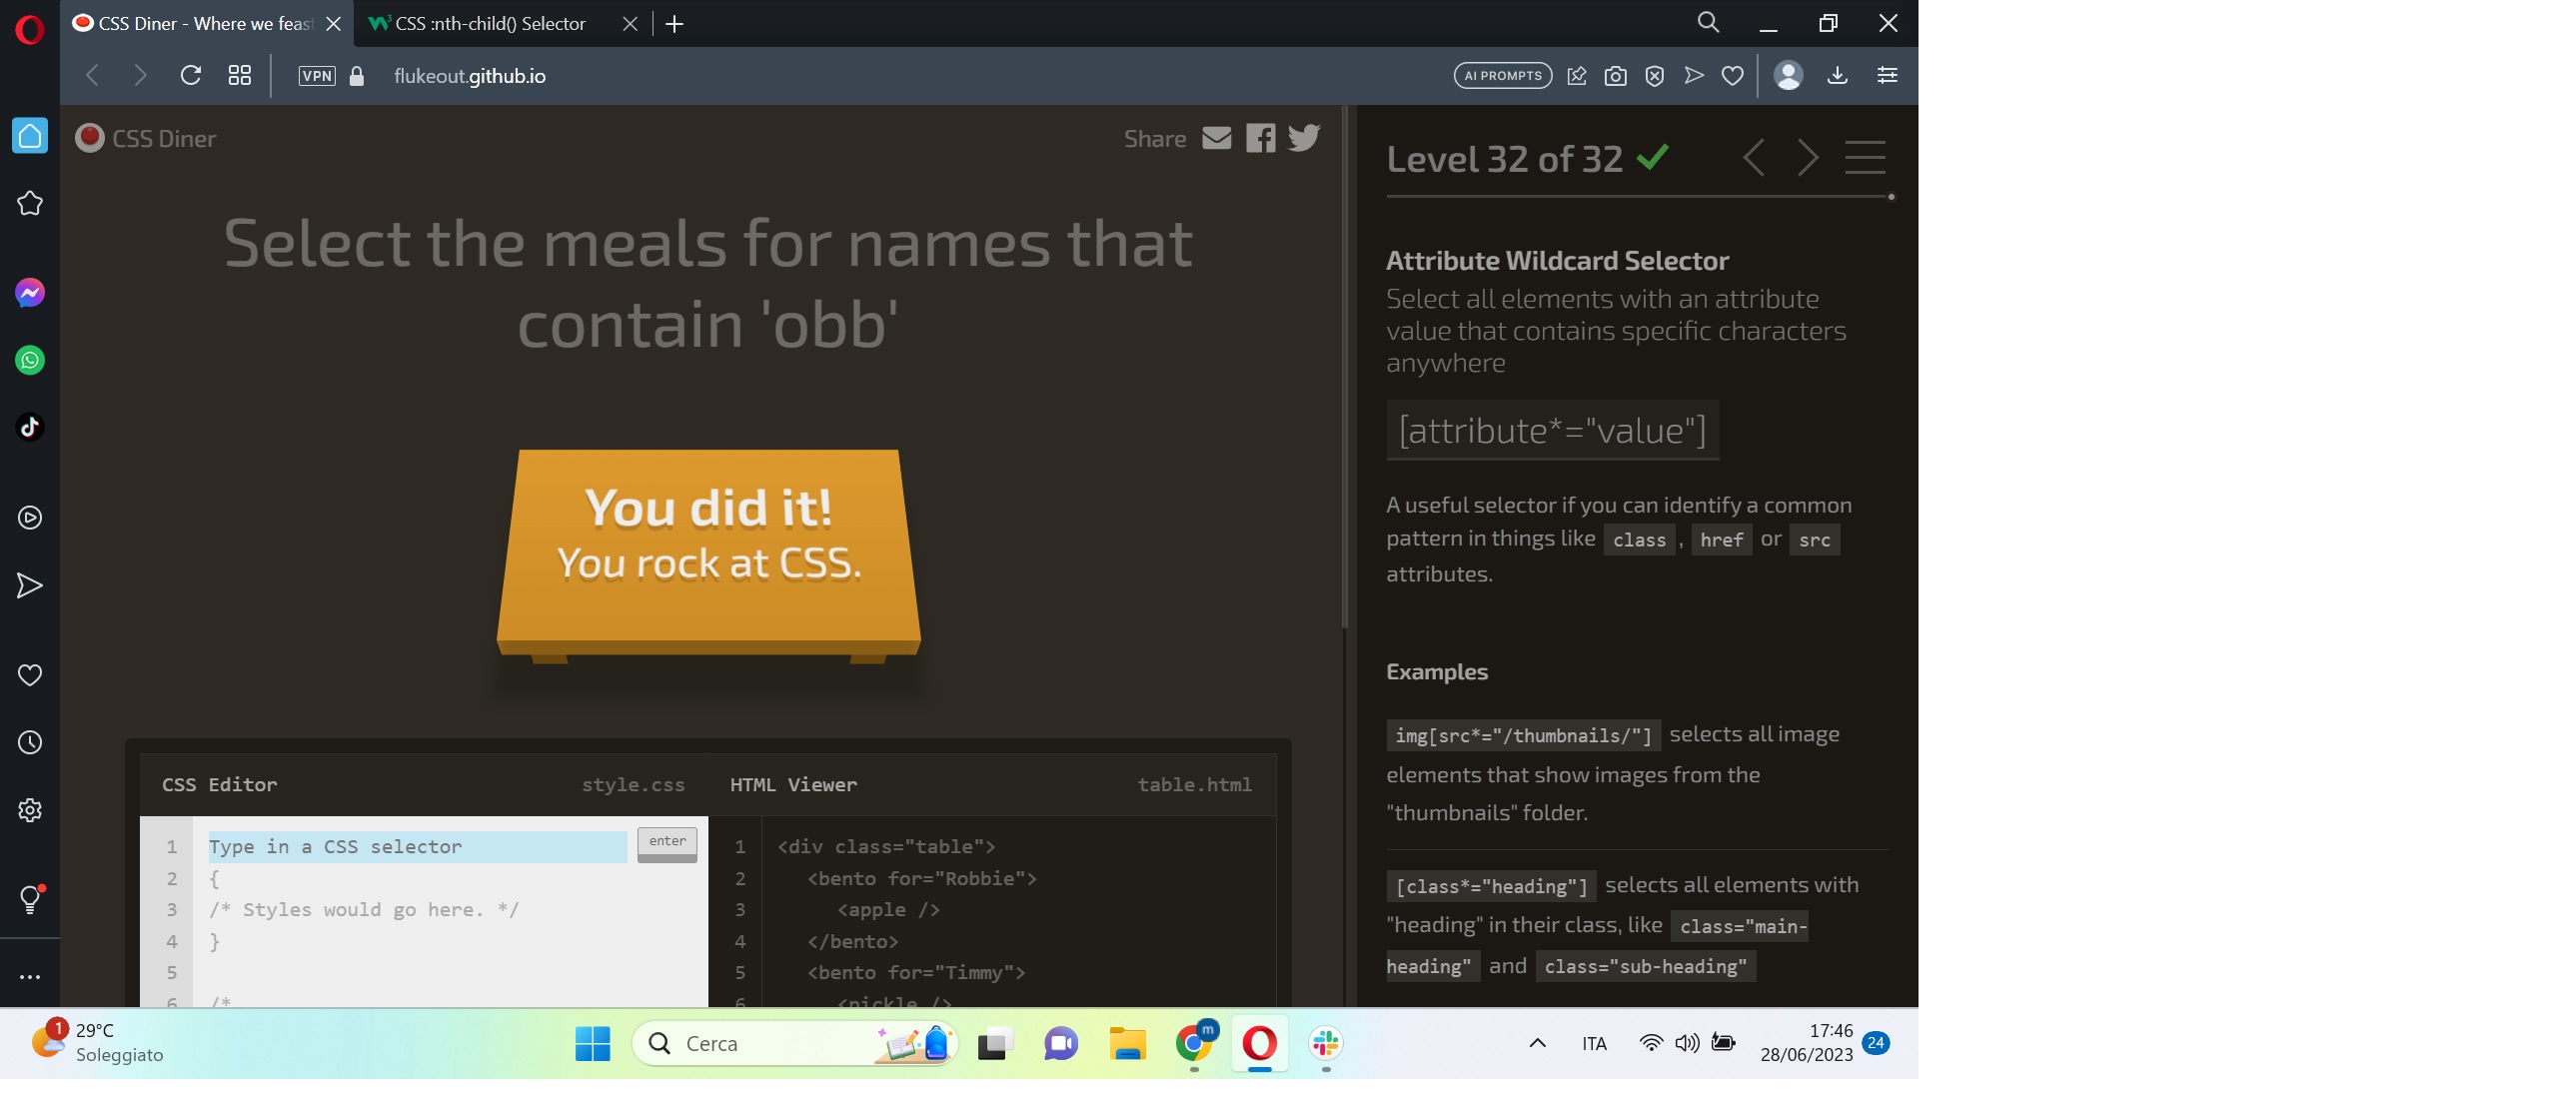 CSS Diner - Where we feas
CSS :nth-child() Selector
VPN
flukeout.github.io
AI PROMPTS
CSS Diner
Share
Select the meals for names that
contain 'obb'
You did it!
You rock at CSS.
CSS Editor
style.css
HTML Viewer
table.html
1
Type in a CSS selector
enter
2
{
3
/* Styles would go here. */
4
}
5
6
/*
1
<div class="table">
2
<bento for="Robbie">
3
<apple />
4
</bento>
5
<bento for="Timmy">
6
<pickle />
Level 32 of 32
Attribute Wildcard Selector
Select all elements with an attribute
value that contains specific characters
anywhere
[attribute*="value"]
A useful selector if you can identify a common
pattern in things like class , href or src
attributes.
Examples
img[src*="/thumbnails/"] selects all image
elements that show images from the
"thumbnails" folder.
[class*="heading"] selects all elements with
"heading" in their class, like class="main-
heading" and class="sub-heading"
1
29°C
Soleggiato
Cerca
m
ITA
17:46
28/06/2023
24